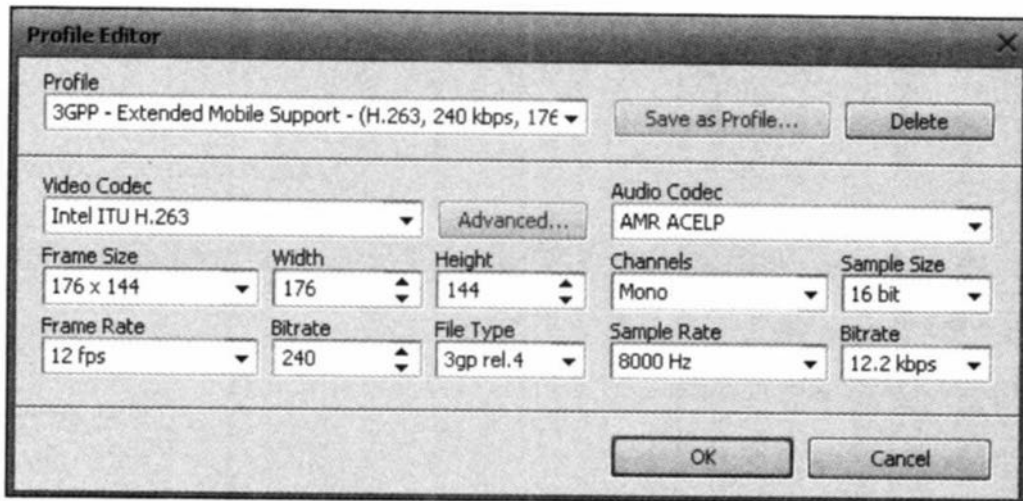 Profile Editor
Profile
3GPP - Extended Mobile Support - (H.263, 240 kbps, 176
Save as Profile...
Delete
Video Codec
Intel ITU H.263
Advanced...
Audio Codec
AMR ACELP
Frame Size
Width
Height
Channels
Sample Size
176 x 144
176
144
Mono
16 bit
Frame Rate
Bitrate
File Type
Sample Rate
Bitrate
12 fps
240
3gp rel.4
8000 Hz
12.2 kbps
OK
Cancel